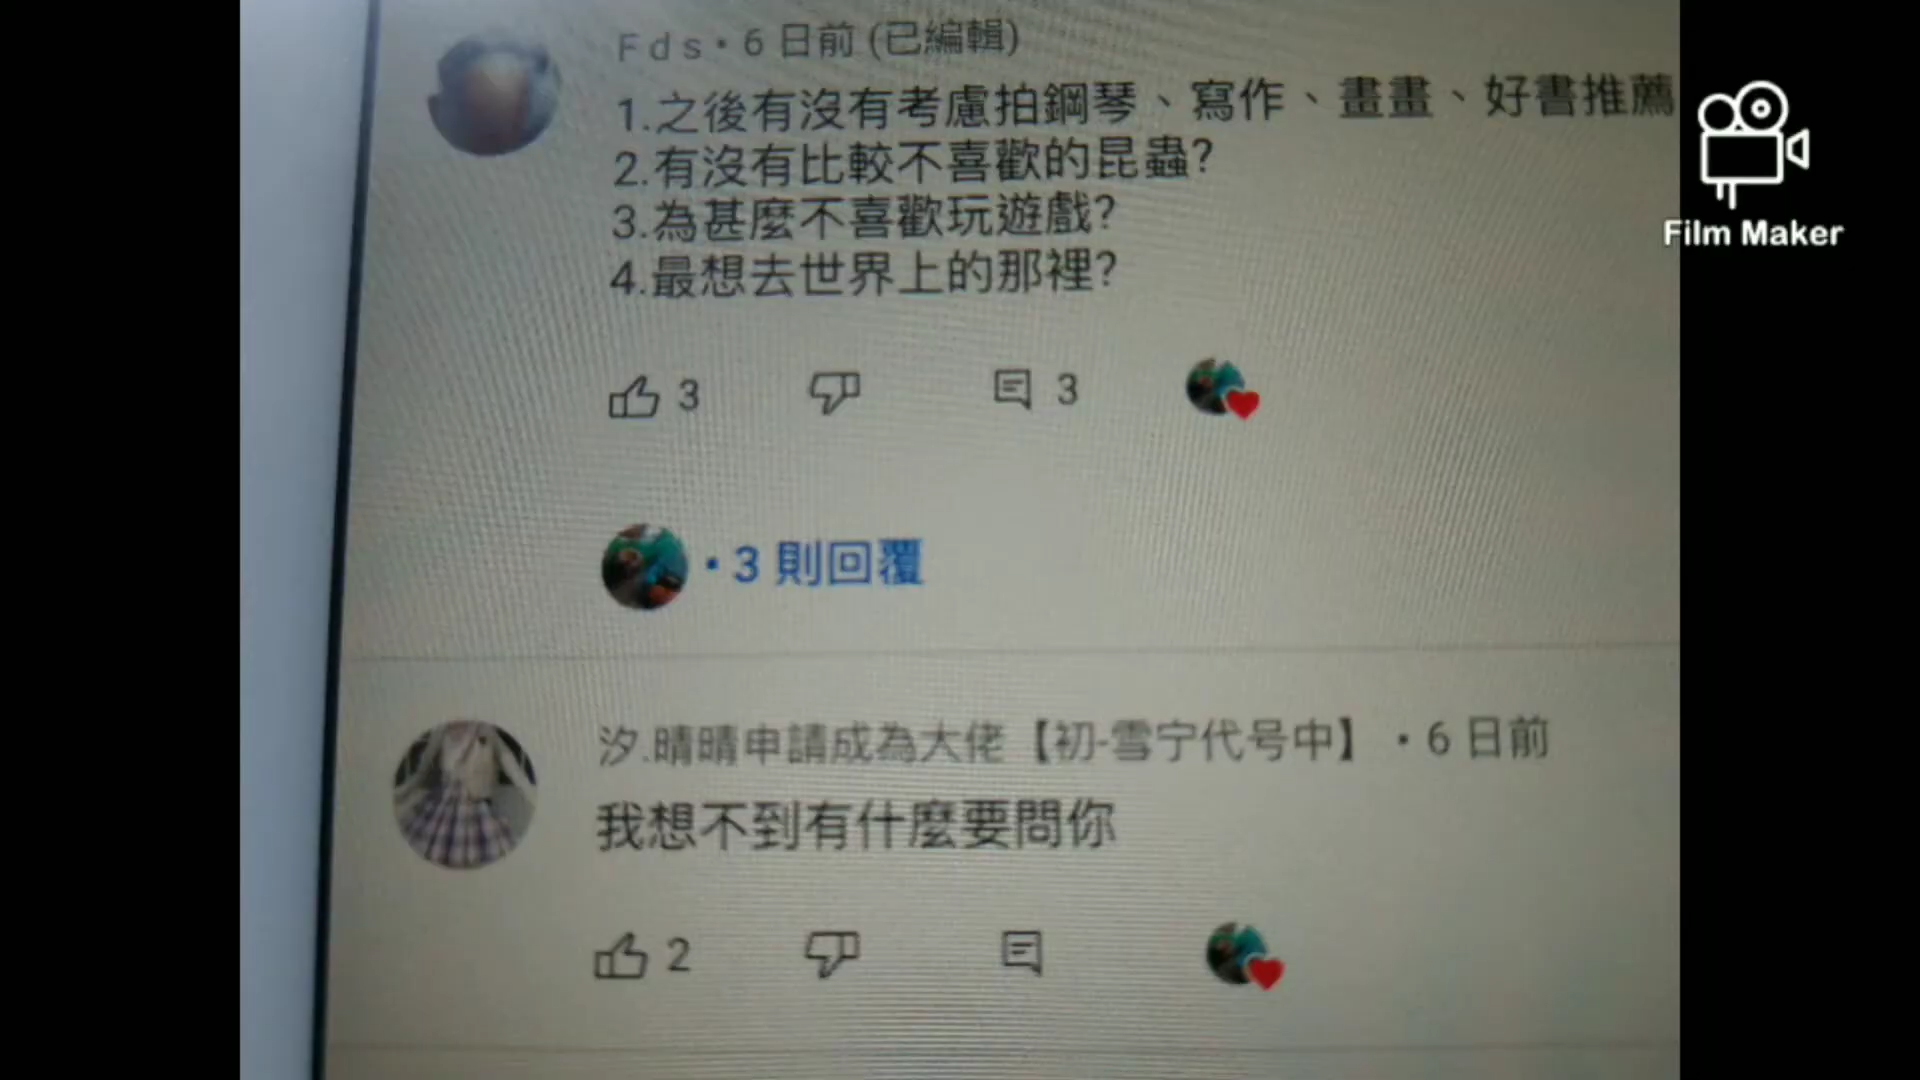 Fds・6 日前 (已編輯)
1.之後有沒有考慮拍鋼琴、寫作、畫畫、好書推薦
2.有沒有比較不喜歡的昆蟲?
3.為甚麼不喜歡玩遊戲?
4.最想去世界上的那裡?
3
3
・3 則回覆
汐.晴晴申請成為大佬【初-雪宁代号中】・6 日前
我想不到有什麼要問你
2
Film Maker